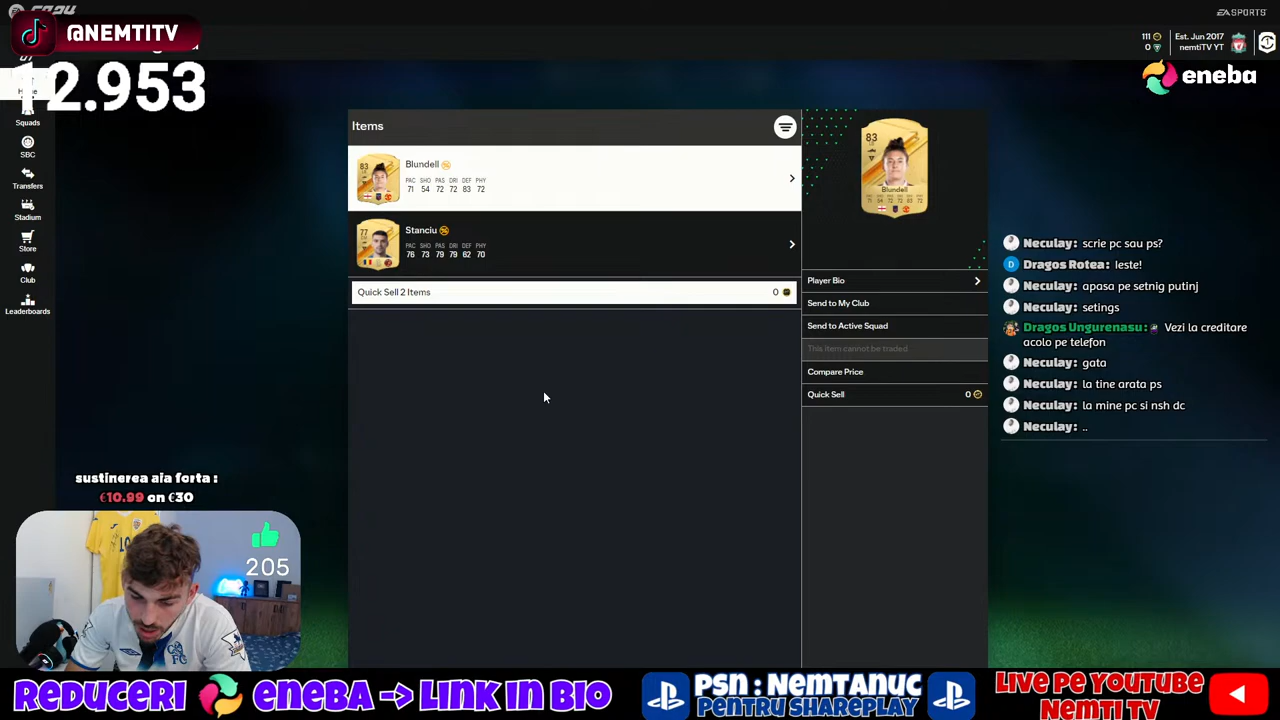 @NEMTITV
12.953
EA SPORTS
111
0
Est. Jun 2017
nemtiTV YT
eneba
Squads
SBC
Transfers
Stadium
Store
Club
Leaderboards
Items
Blundell
83
PAC SHO PAS DRI DEF PHY
71 54 72 72 83 72
Stanciu
77
PAC SHO PAS DRI DEF PHY
76 73 79 79 62 70
Quick Sell 2 Items 0
83
Blundell
Player Bio
Send to My Club
Send to Active Squad
This item cannot be traded
Compare Price
Quick Sell 0
Neculay: scrie pc sau ps?
Dragos Rotea: Ieste!
Neculay: apasa pe setnig putinj
Neculay: setings
Dragos Ungurenasu: Vezi la creditare
acolo pe telefon
Neculay: gata
Neculay: la tine arata ps
Neculay: la mine pc si nsh dc
Neculay: ..
sustinerea aia forta :
€10.99 on €30
205
REDUCERI ENEBA -> LINK IN BIO
PSN : NEMTANUC
PENTRU SHAREPLAY
LIVE PE YOUTUBE
NEMTI TV